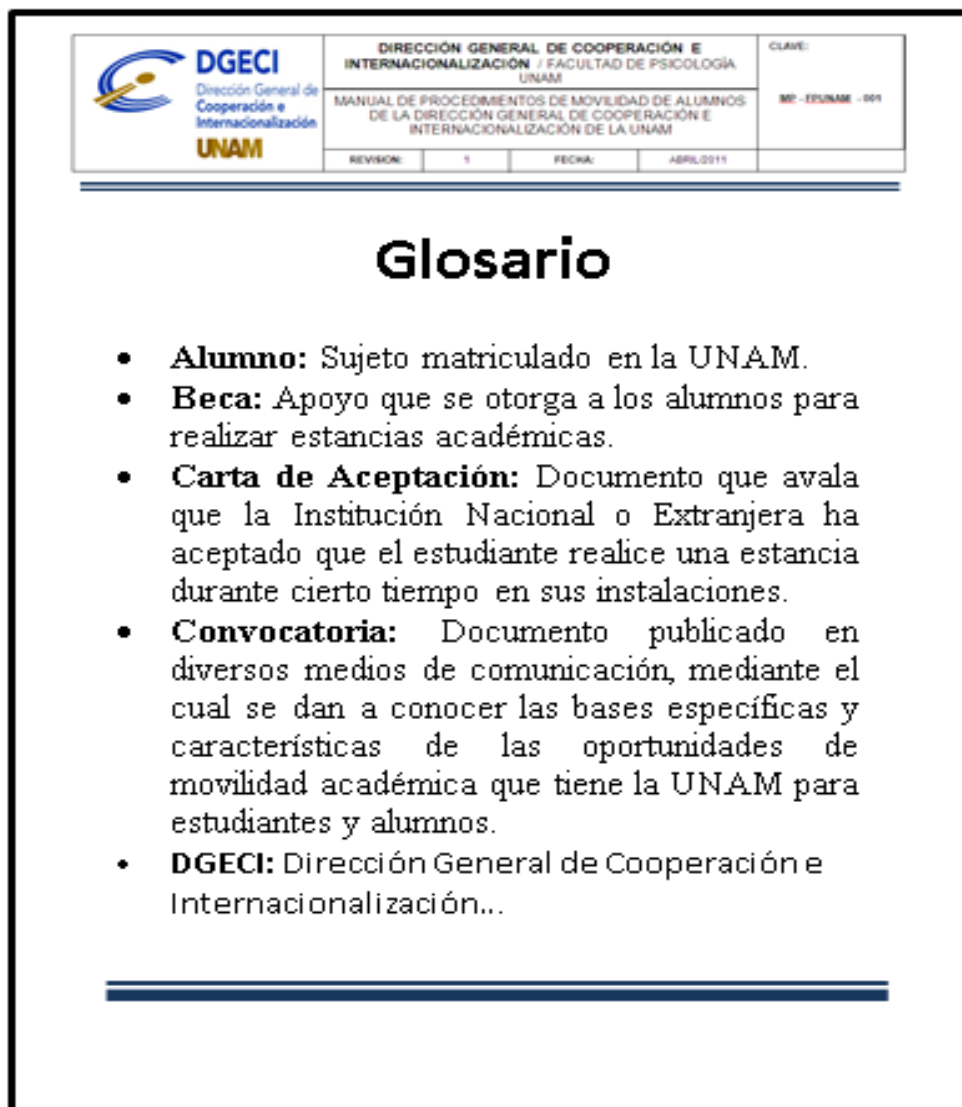 DGECI
Dirección General de
Cooperación e
Internacionalización
UNAM
DIRECCIÓN GENERAL DE COOPERACIÓN E
INTERNACIONALIZACIÓN / FACULTAD DE PSICOLOGÍA
UNAM
CLAVE:
MANUAL DE PROCEDIMIENTOS DE MOVILIDAD DE ALUMNOS
DE LA DIRECCIÓN GENERAL DE COOPERACIÓN E
INTERNACIONALIZACIÓN DE LA UNAM
MP - FPUNAM - 001
REVISIÓN: 1 FECHA: ABRIL/2011
Glosario
• Alumno: Sujeto matriculado en la UNAM.
• Beca: Apoyo que se otorga a los alumnos para
realizar estancias académicas.
• Carta de Aceptación: Documento que avala
que la Institución Nacional o Extranjera ha
aceptado que el estudiante realice una estancia
durante cierto tiempo en sus instalaciones.
• Convocatoria: Documento publicado en
diversos medios de comunicación, mediante el
cual se dan a conocer las bases específicas y
características de las oportunidades de
movilidad académica que tiene la UNAM para
estudiantes y alumnos.
• DGECI: Dirección General de Cooperación e
Internacionalización...